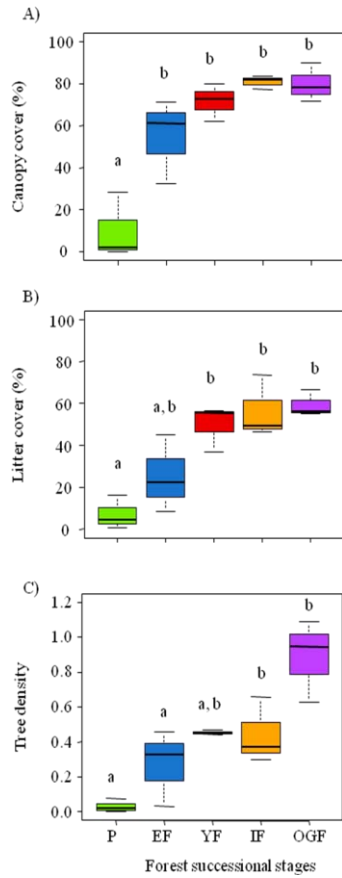 A)
Canopy cover (%)
100
80
60
40
20
0
a
b
b
b
b
B)
Litter cover (%)
100
80
60
40
20
0
a
a, b
b
b
b
C)
Tree density
1.2
1.0
0.8
0.6
0.4
0.2
0.0
a
a
a, b
b
b
P
EF
YF
IF
OGF
Forest successional stages